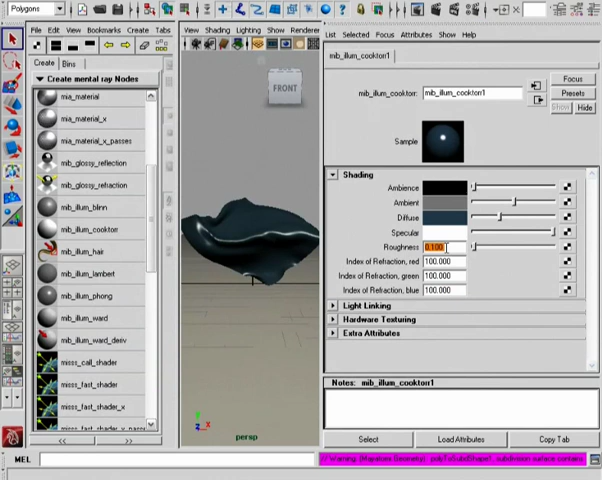 Polygons
File Edit View Bookmarks Create Tabs
Create Bins
Create mental ray Nodes
mia_material
mia_material_x
mia_material_x_passes
mib_glossy_reflection
mib_glossy_refraction
mib_illum_blinn
mib_illum_cooktorr
mib_illum_hair
mib_illum_lambert
mib_illum_phong
mib_illum_ward
mib_illum_ward_deriv
misss_call_shader
misss_fast_shader
misss_fast_shader_x
<< >>
View Shading Lighting Show Renderer
FRONT
persp
List Selected Focus Attributes Show Help
mib_illum_cooktorr1
mib_illum_cooktorr: mib_illum_cooktorr1
Focus
Presets
Show Hide
Sample
Shading
Ambience
Ambient
Diffuse
Specular
Roughness 0.100
Index of Refraction, red 100.000
Index of Refraction, green 100.000
Index of Refraction, blue 100.000
Light Linking
Hardware Texturing
Extra Attributes
Notes: mib_illum_cooktorr1
Select Load Attributes Copy Tab
MEL